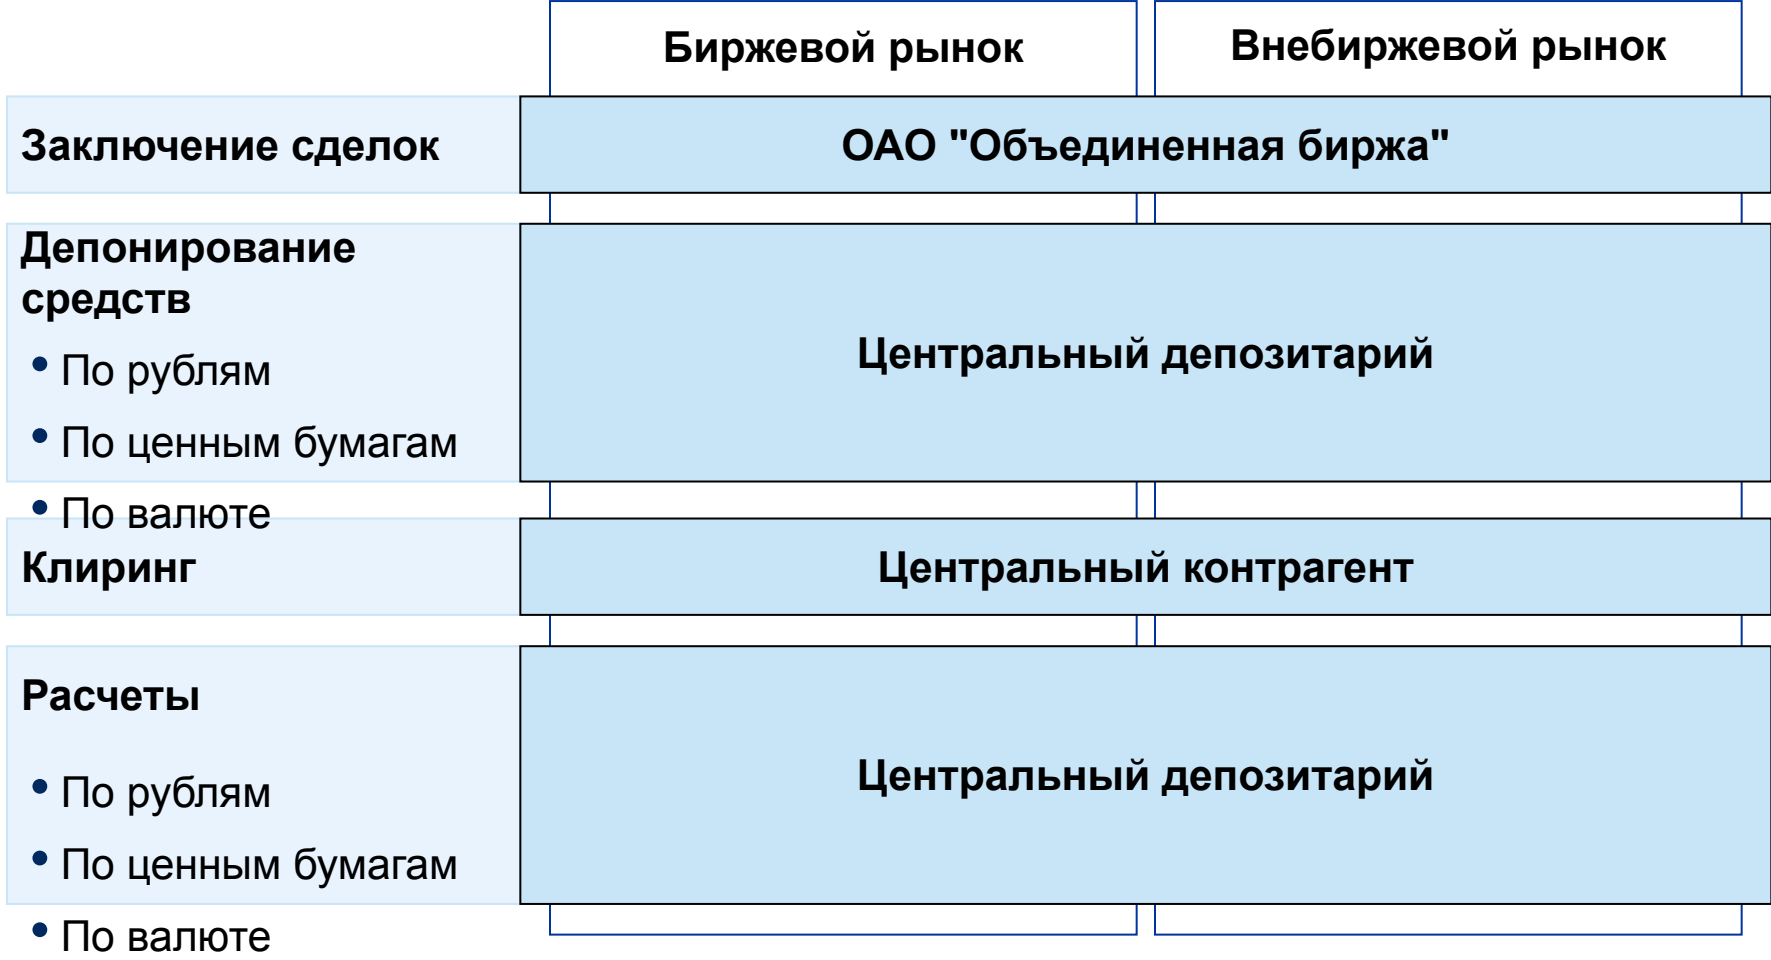 Биржевой рынок
Внебиржевой рынок
Заключение сделок
ОАО "Объединенная биржа"
Депонирование
средств
• По рублям
• По ценным бумагам
• По валюте
Центральный депозитарий
Клиринг
Центральный контрагент
Расчеты
• По рублям
• По ценным бумагам
• По валюте
Центральный депозитарий